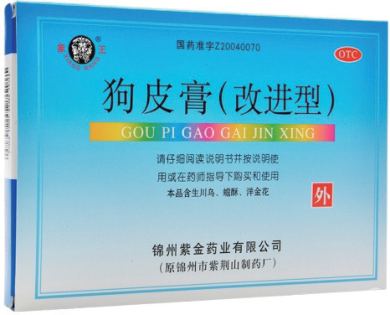 国药准字Z20040070
OTC
狗皮膏(改进型)
GOU PI GAO GAI JIN XING
请仔细阅读说明书并按说明使
用或在药师指导下购买和使用
本品含生川乌、蟾酥、洋金花
外
锦州紫金药业有限公司
(原锦州市紫荆山制药厂)